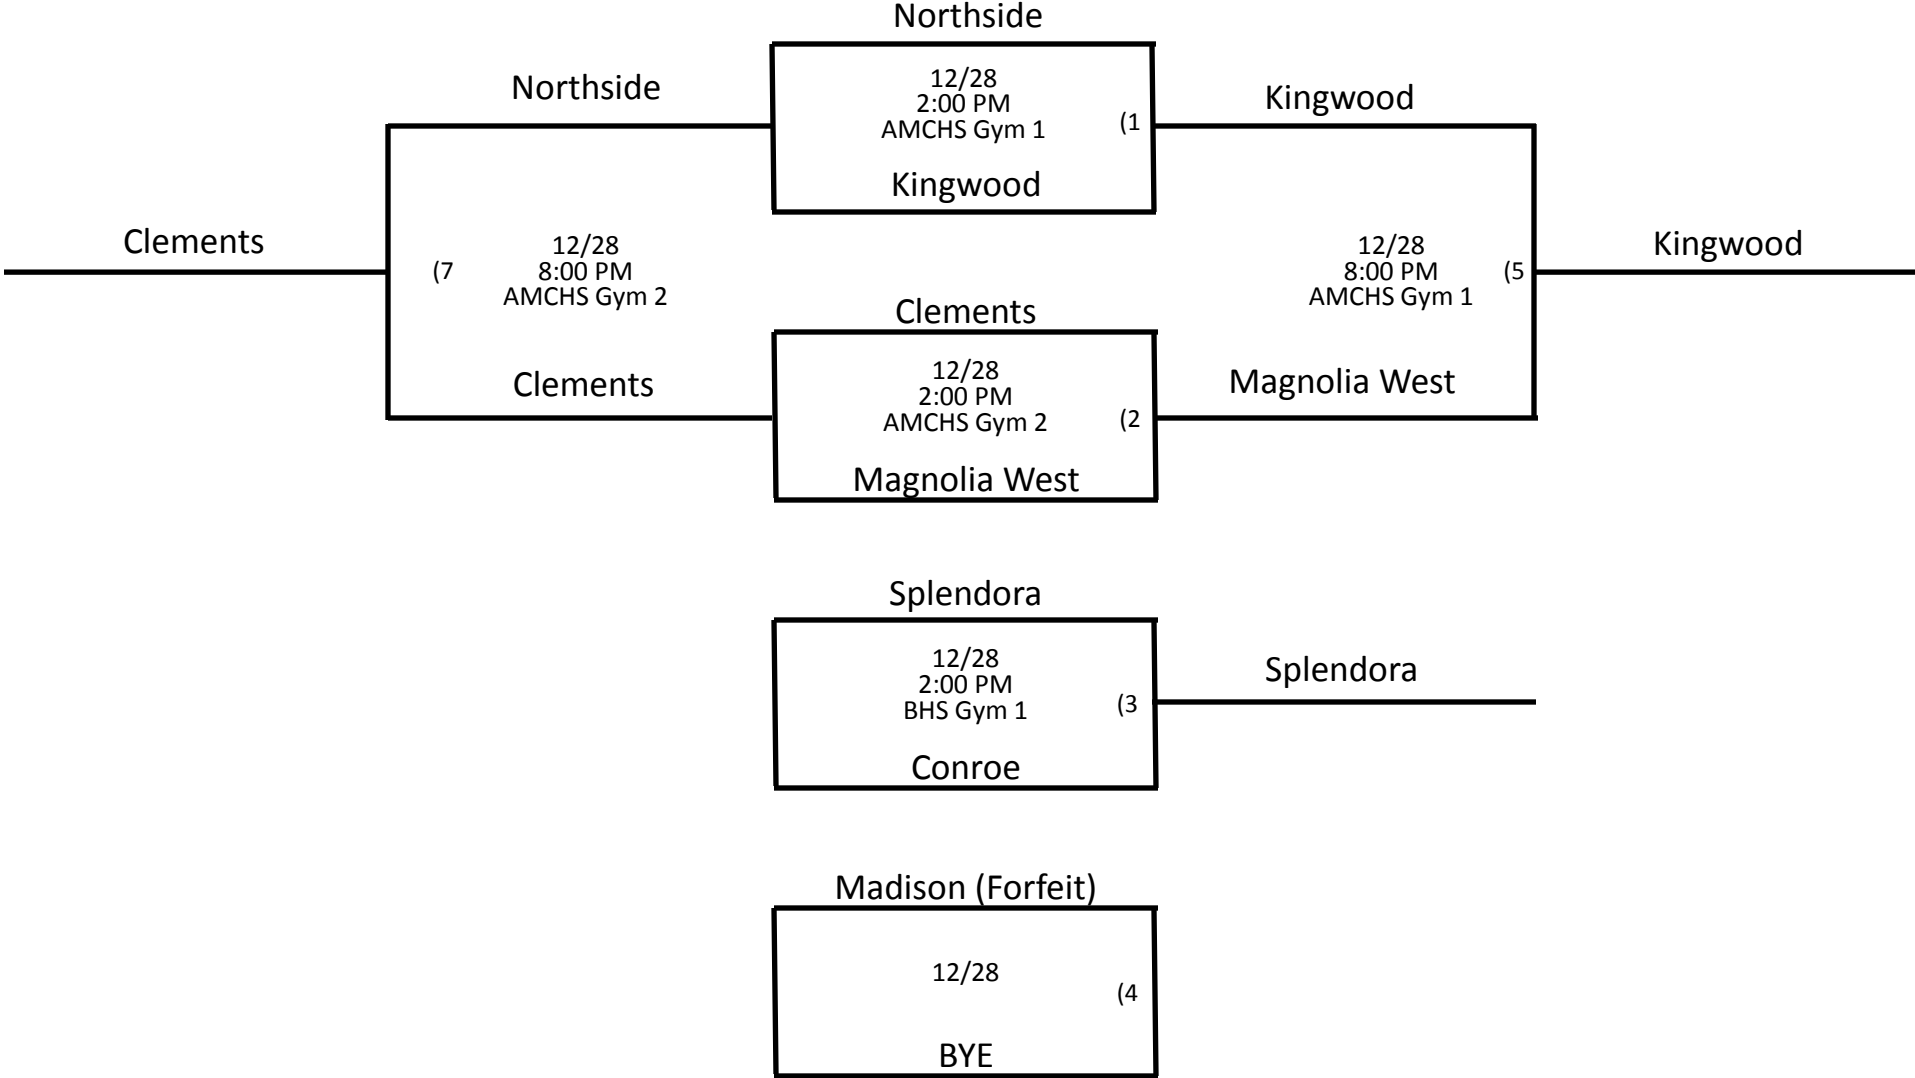 Northside
12/28
2:00 PM
AMCHS Gym 1
(1
Kingwood
Northside
Kingwood
Clements
(7
12/28
8:00 PM
AMCHS Gym 2
12/28
8:00 PM
AMCHS Gym 1
(5
Kingwood
Clements
Clements
12/28
2:00 PM
AMCHS Gym 2
(2
Magnolia West
Magnolia West
Splendora
12/28
2:00 PM
BHS Gym 1
(3
Conroe
Splendora
Madison (Forfeit)
12/28
(4
BYE